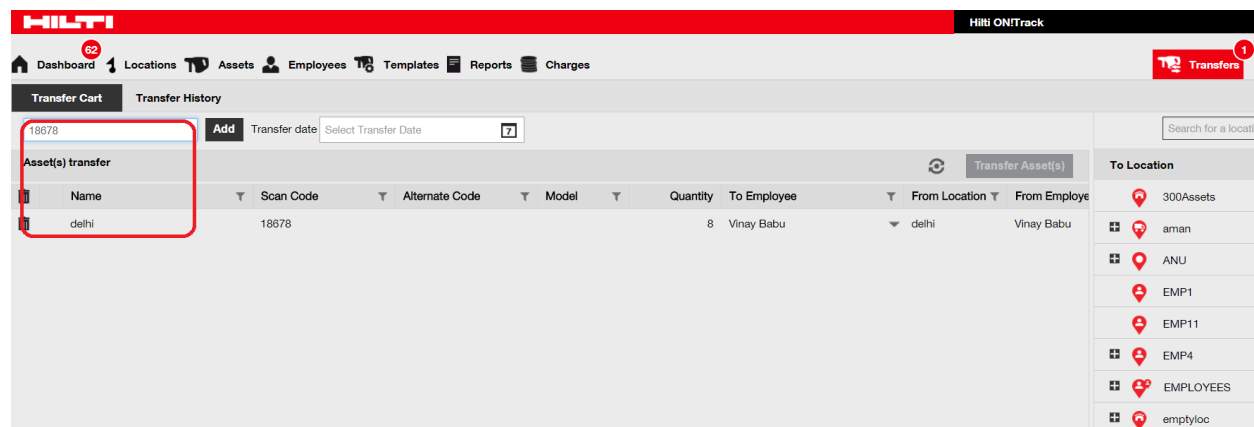 HILTI
Hilti ON!Track
62
1
Dashboard Locations Assets Employees Templates Reports Charges Transfers
Transfer Cart Transfer History
18678 Add Transfer date Select Transfer Date 7 Search for a locati
Asset(s) transfer Transfer Asset(s) To Location
Name Scan Code Alternate Code Model Quantity To Employee From Location From Employe
delhi 18678 8 Vinay Babu delhi Vinay Babu
300Assets
aman
ANU
EMP1
EMP11
EMP4
EMPLOYEES
emptyloc